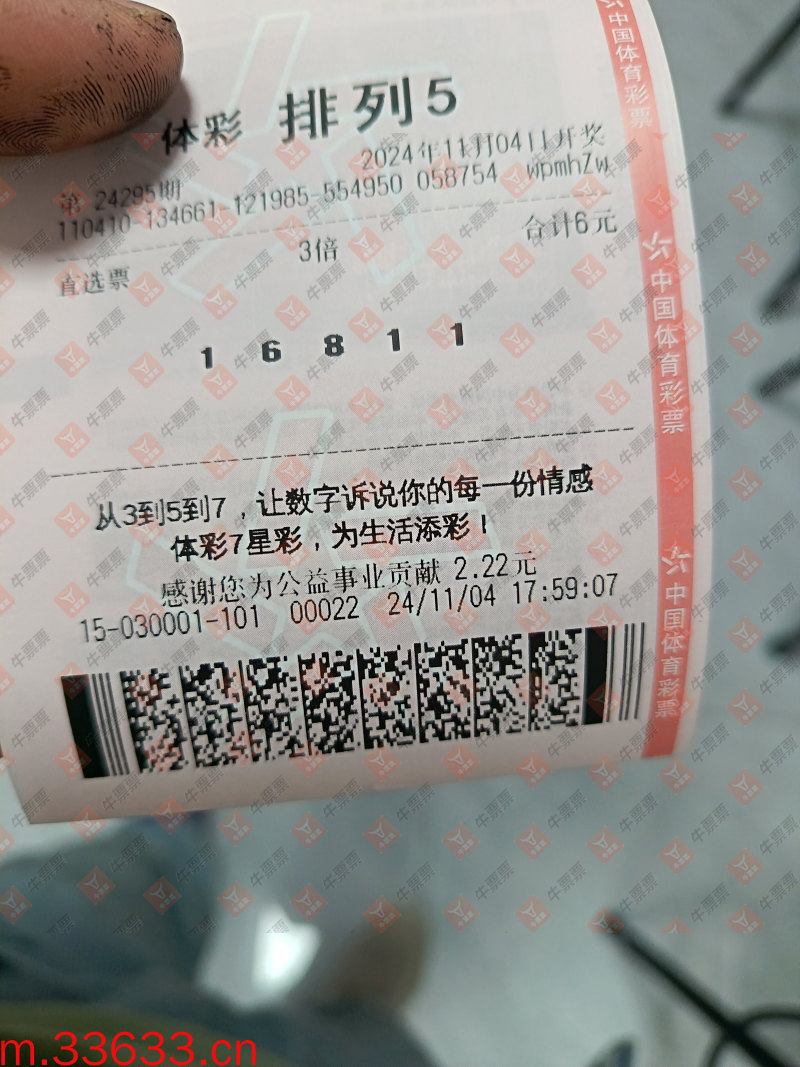 体彩 排列5
2024年11月04日开奖
第 24295期
110410-134661-121985-554950 058754 WpmhZw
3倍 合计6元
直选票
1 6 8 1 1
从3到5到7，让数字诉说你的每一份情感
体彩7星彩，为生活添彩！
感谢您为公益事业贡献 2.22元
15-030001-101 00022 24/11/04 17:59:07
中国体育彩票
中国体育彩票
中国体育彩票
牛票票
m.33633.cn